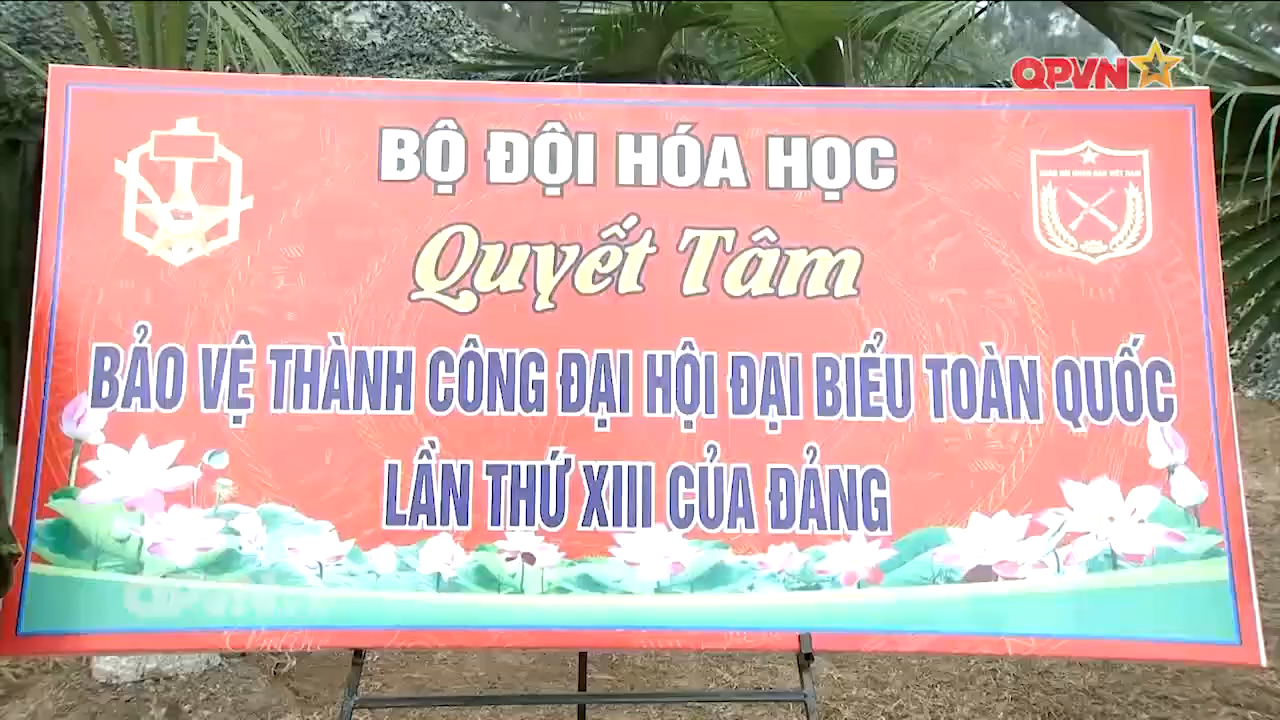 QPVN
BỘ ĐỘI HÓA HỌC
Quyết Tâm
BẢO VỆ THÀNH CÔNG ĐẠI HỘI ĐẠI BIỂU TOÀN QUỐC
LẦN THỨ XIII CỦA ĐẢNG